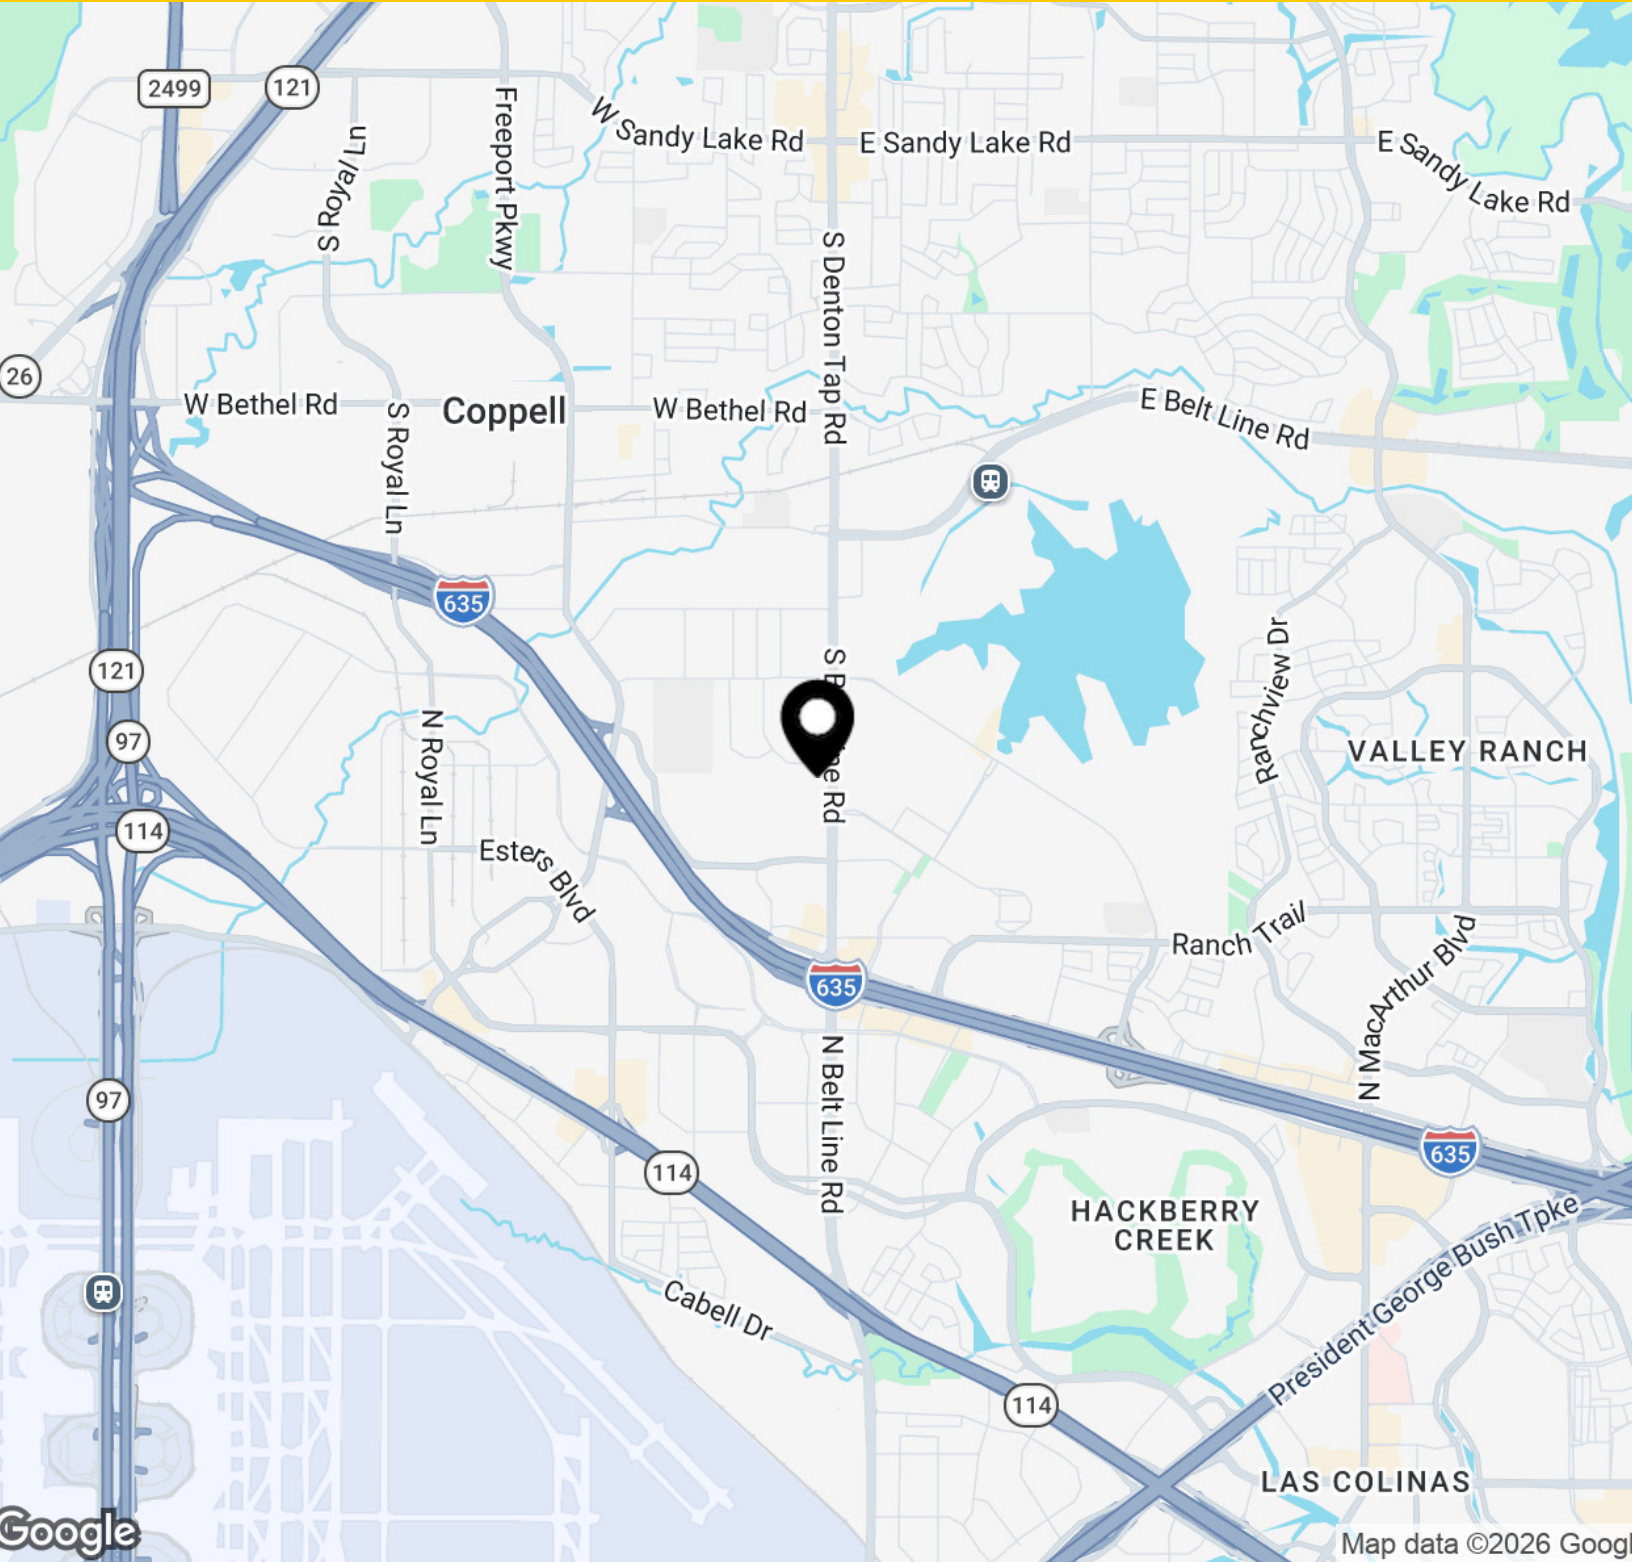 2499
121
Freeport Pkwy
W Sandy Lake Rd
E Sandy Lake Rd
E Sandy Lake Rd
S Royal Ln
S Denton Tap Rd
26
W Bethel Rd
S Royal Ln
Coppell
W Bethel Rd
E Belt Line Rd
635
121
97
N Royal Ln
S
ne Rd
Ranchview Dr
VALLEY RANCH
114
Esters Blvd
Ranch Trail
635
N MacArthur Blvd
97
N Belt Line Rd
635
114
HACKBERRY
CREEK
President George Bush Tpke
Cabell Dr
114
LAS COLINAS
Google
Map data ©2026 Googl